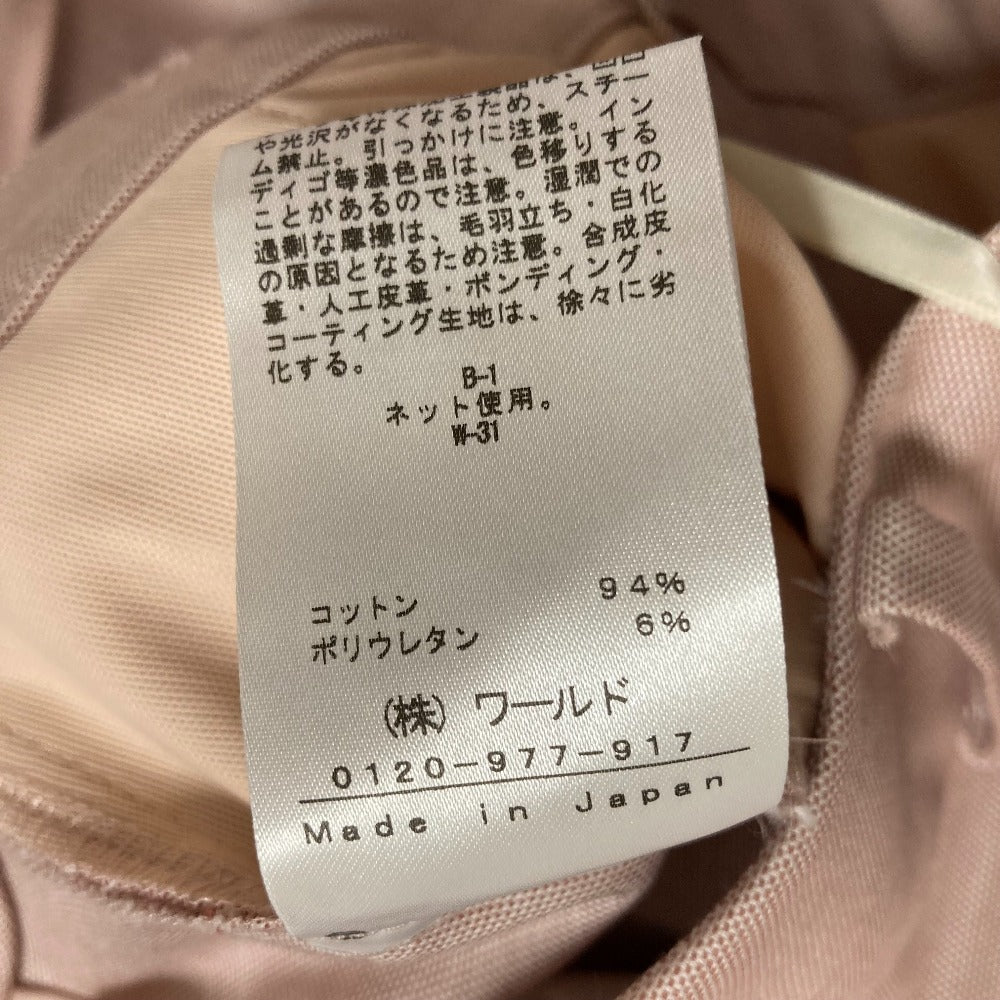 や光沢がなくなるため、スチー
ム禁止。引っかけに注意。イン
ディゴ等濃色品は、色移りする
ことがあるので注意。湿潤での
過剰な摩擦は、毛羽立ち・白化
の原因となるため注意。合成皮
革・人工皮革・ボンディング・
コーティング生地は、徐々に劣
化する。
B-1
ネット使用。
W-31
コットン 94%
ポリウレタン 6%
(株) ワールド
0120-977-917
Made in Japan